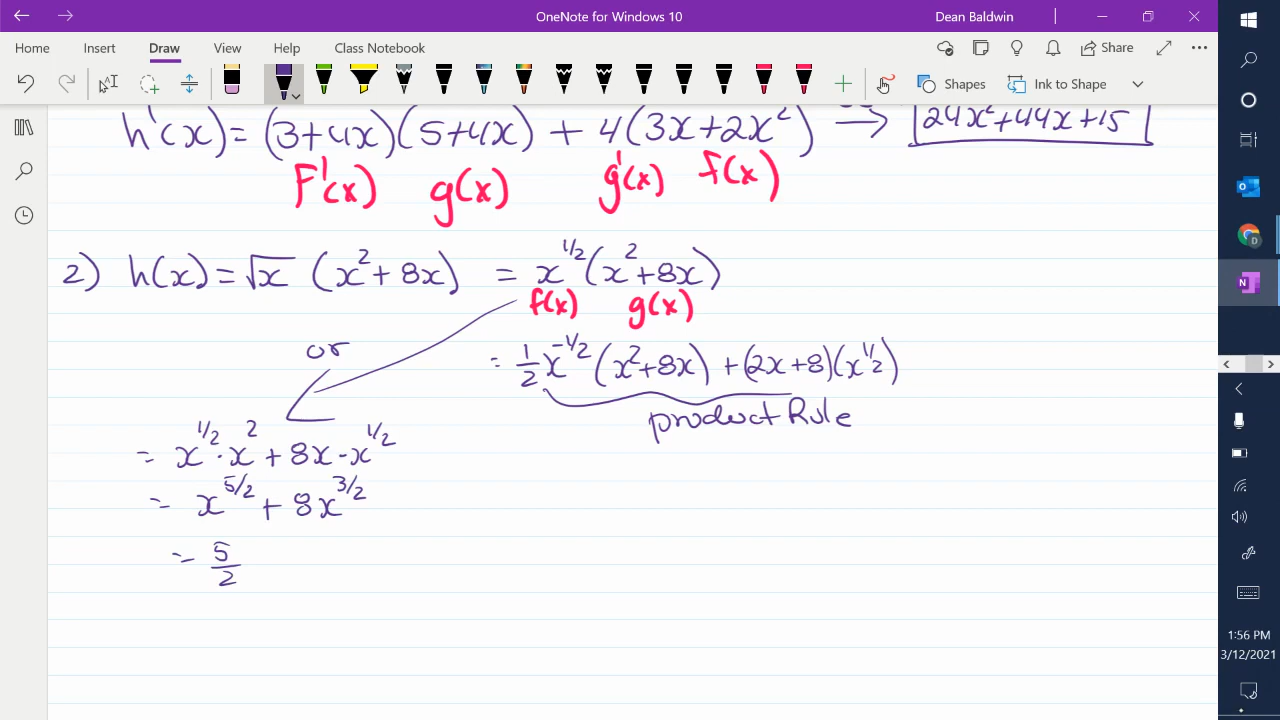 OneNote for Windows 10
Dean Baldwin
Home Insert Draw View Help Class Notebook Share
Shapes Ink to Shape
h'(x) = (3+4x)(5+4x) + 4(3x+2x²) → 24x²+44x+15
F'(x) g(x) g'(x) f(x)
2) h(x) = √x (x²+8x) = x^1/2 (x²+8x)
f(x) g(x)
= 1/2 x^-1/2 (x²+8x) + (2x+8)(x^1/2)
product Rule
or
= x^1/2 · x² + 8x · x^1/2
= x^5/2 + 8x^3/2
= 5/2
1:56 PM
3/12/2021